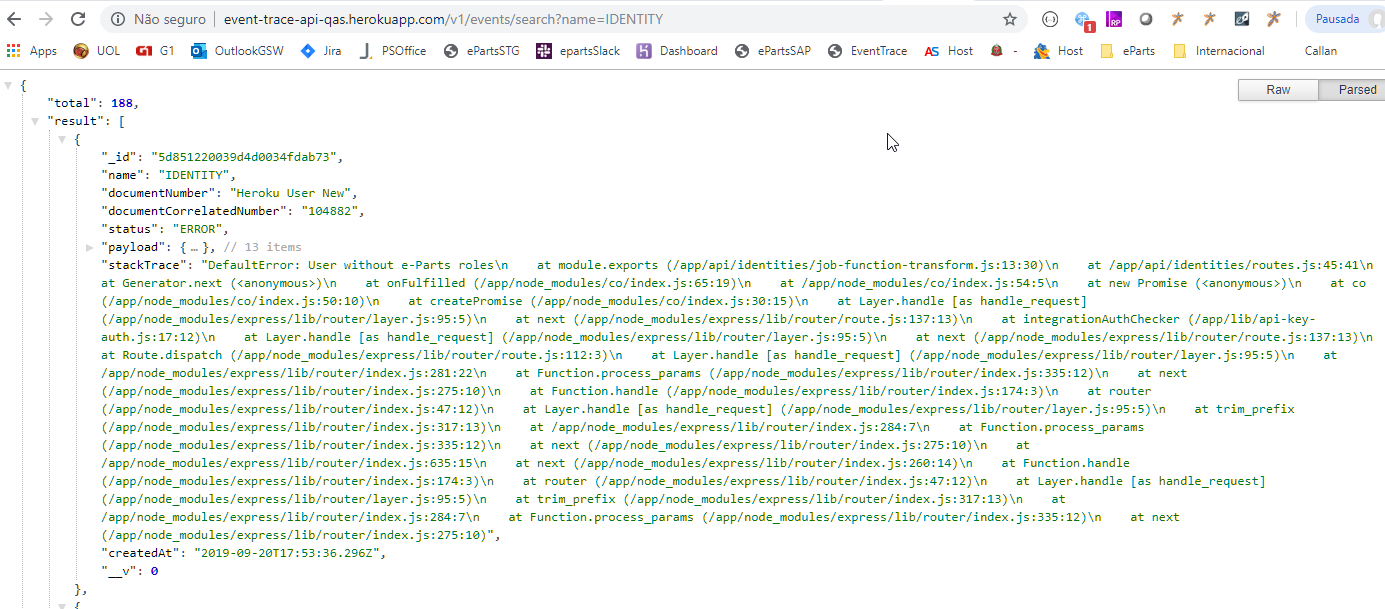 Não seguro | event-trace-api-qas.herokuapp.com/v1/events/search?name=IDENTITY
1
RP
Pausada
Apps UOL G1 G1 OutlookGSW Jira PSOffice ePartsSTG epartsSlack Dashboard ePartsSAP EventTrace AS Host - Host eParts Internacional Callan
Raw Parsed
{
"total": 188,
"result": [
{
"_id": "5d851220039d4d0034fdab73",
"name": "IDENTITY",
"documentNumber": "Heroku User New",
"documentCorrelatedNumber": "104882",
"status": "ERROR",
"payload": { … }, // 13 items
"stackTrace": "DefaultError: User without e-Parts roles\n    at module.exports (/app/api/identities/job-function-transform.js:13:30)\n    at /app/api/identities/routes.js:45:41\n
at Generator.next (<anonymous>)\n    at onFulfilled (/app/node_modules/co/index.js:65:19)\n    at /app/node_modules/co/index.js:54:5\n    at new Promise (<anonymous>)\n    at co
(/app/node_modules/co/index.js:50:10)\n    at createPromise (/app/node_modules/co/index.js:30:15)\n    at Layer.handle [as handle_request]
(/app/node_modules/express/lib/router/layer.js:95:5)\n    at next (/app/node_modules/express/lib/router/route.js:137:13)\n    at integrationAuthChecker (/app/lib/api-key-
auth.js:17:12)\n    at Layer.handle [as handle_request] (/app/node_modules/express/lib/router/layer.js:95:5)\n    at next (/app/node_modules/express/lib/router/route.js:137:13)\n
at Route.dispatch (/app/node_modules/express/lib/router/route.js:112:3)\n    at Layer.handle [as handle_request] (/app/node_modules/express/lib/router/layer.js:95:5)\n    at
/app/node_modules/express/lib/router/index.js:281:22\n    at Function.process_params (/app/node_modules/express/lib/router/index.js:335:12)\n    at next
(/app/node_modules/express/lib/router/index.js:275:10)\n    at Function.handle (/app/node_modules/express/lib/router/index.js:174:3)\n    at router
(/app/node_modules/express/lib/router/index.js:47:12)\n    at Layer.handle [as handle_request] (/app/node_modules/express/lib/router/layer.js:95:5)\n    at trim_prefix
(/app/node_modules/express/lib/router/index.js:317:13)\n    at /app/node_modules/express/lib/router/index.js:284:7\n    at Function.process_params
(/app/node_modules/express/lib/router/index.js:335:12)\n    at next (/app/node_modules/express/lib/router/index.js:275:10)\n    at
/app/node_modules/express/lib/router/index.js:635:15\n    at next (/app/node_modules/express/lib/router/index.js:260:14)\n    at Function.handle
(/app/node_modules/express/lib/router/index.js:174:3)\n    at router (/app/node_modules/express/lib/router/index.js:47:12)\n    at Layer.handle [as handle_request]
(/app/node_modules/express/lib/router/layer.js:95:5)\n    at trim_prefix (/app/node_modules/express/lib/router/index.js:317:13)\n    at
/app/node_modules/express/lib/router/index.js:284:7\n    at Function.process_params (/app/node_modules/express/lib/router/index.js:335:12)\n    at next
(/app/node_modules/express/lib/router/index.js:275:10)",
"createdAt": "2019-09-20T17:53:36.296Z",
"__v": 0
},
{